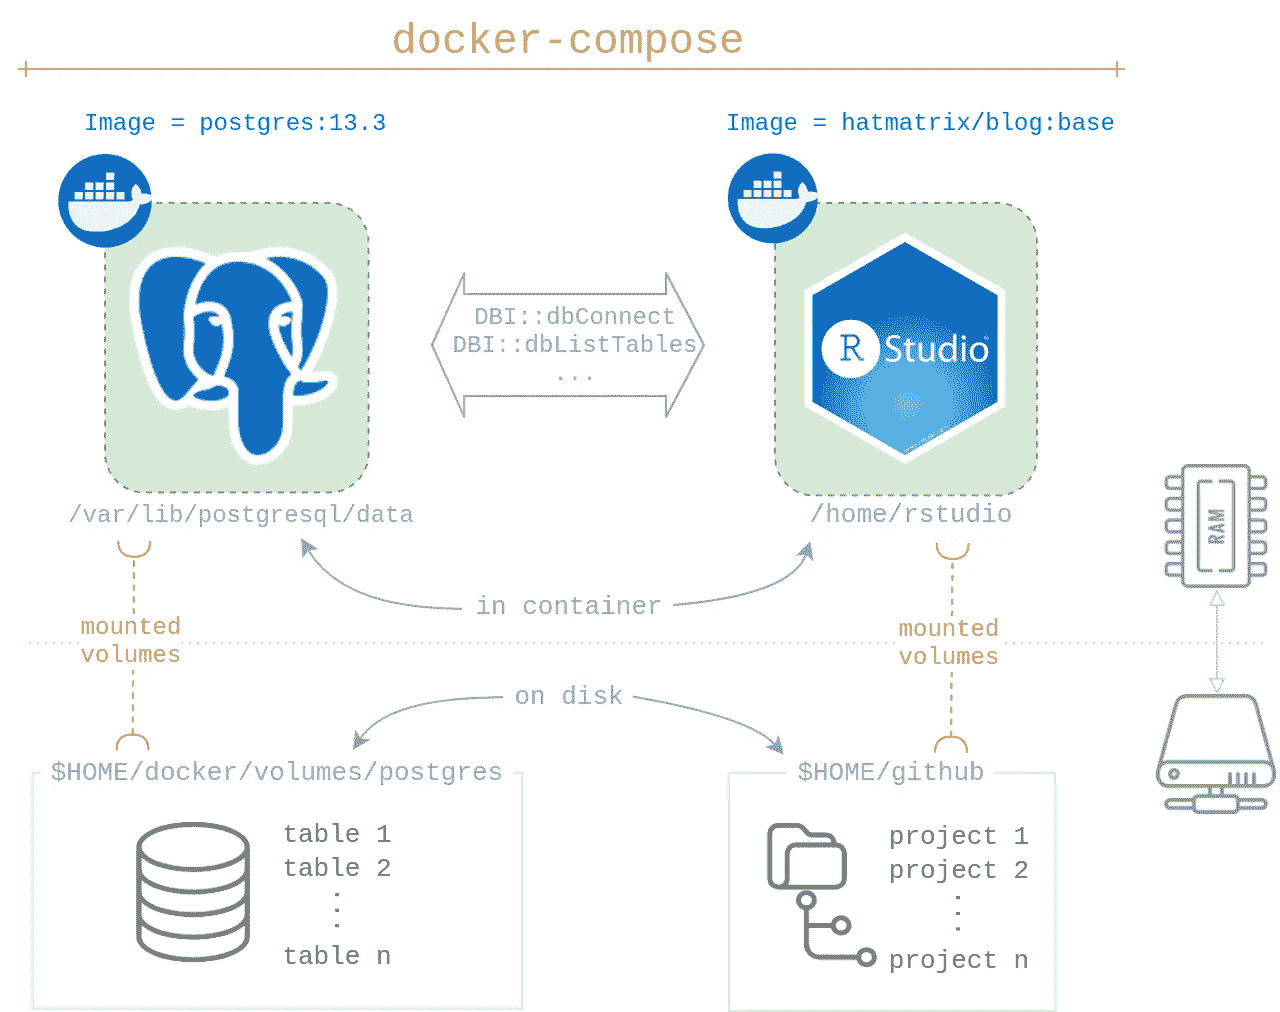 docker-compose
Image = postgres:13.3
Image = hatmatrix/blog:base
DBI::dbConnect
DBI::dbListTables
...
R Studio®
/var/lib/postgresql/data
/home/rstudio
RAM
in container
mounted
volumes
mounted
volumes
on disk
$HOME/docker/volumes/postgres
$HOME/github
table 1
table 2
.
.
.
table n
project 1
project 2
.
.
.
project n